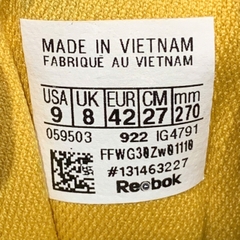 MADE IN VIETNAM
FABRIQUÉ AU VIETNAM
USA UK EUR CM mm
9 8 42 27 270
059503 922 IG4791
FFWG30Zw01110
#131463227
Reebok